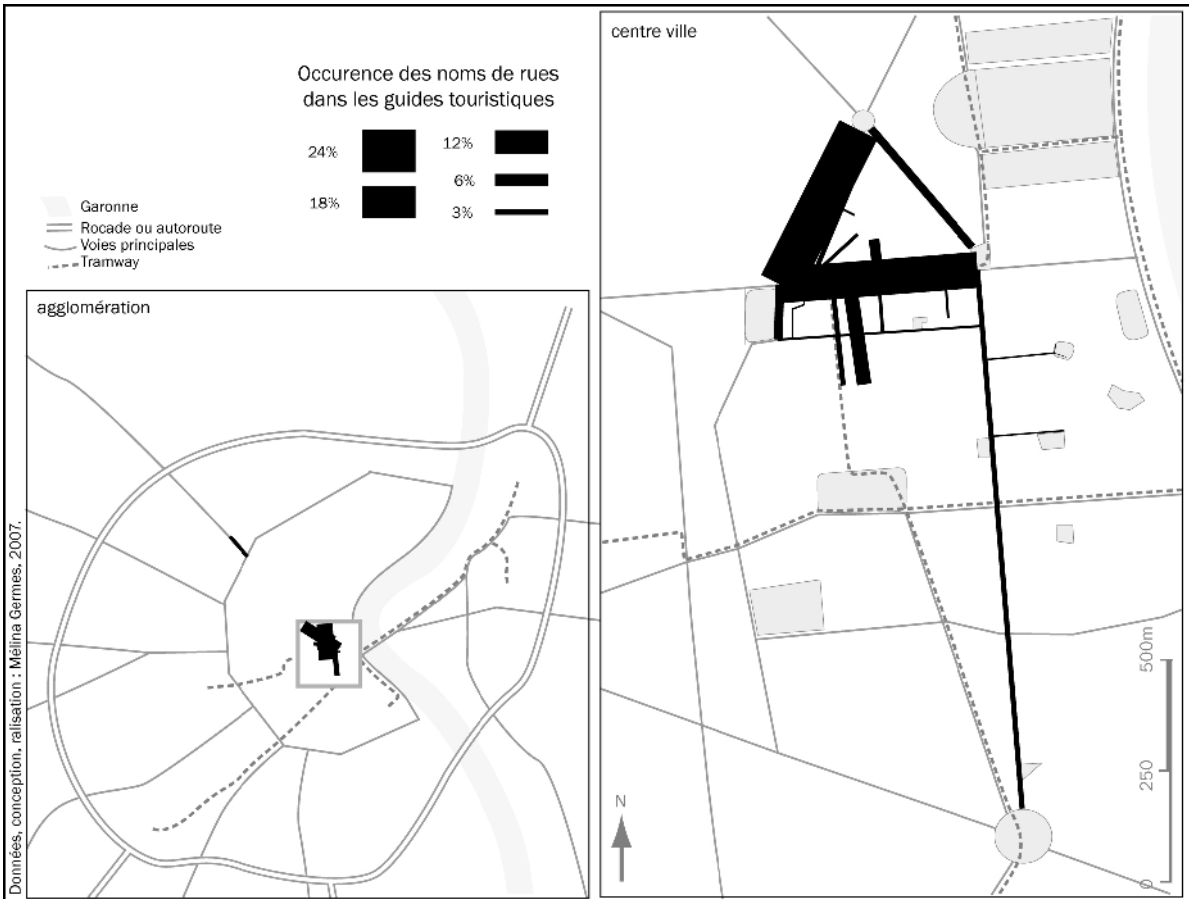 Occurence des noms de rues
dans les guides touristiques
24%
12%
18%
6%
3%
Garonne
Rocade ou autoroute
Voies principales
Tramway
agglomération
centre ville
N
500m
250
0
Données, conception, ralisation : Mélina Germes, 2007.